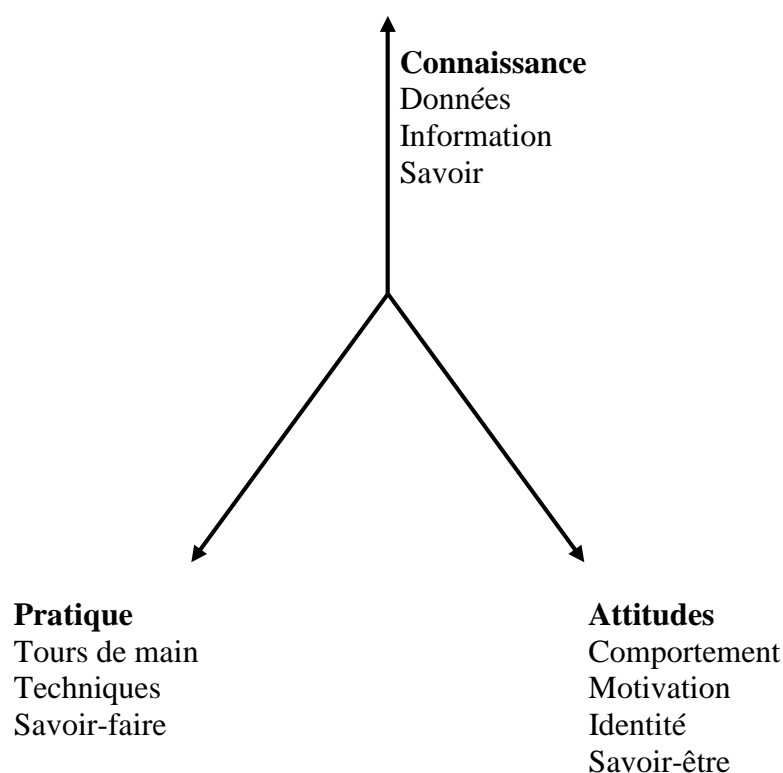 Connaissance
Données
Information
Savoir
Pratique
Tours de main
Techniques
Savoir-faire
Attitudes
Comportement
Motivation
Identité
Savoir-être